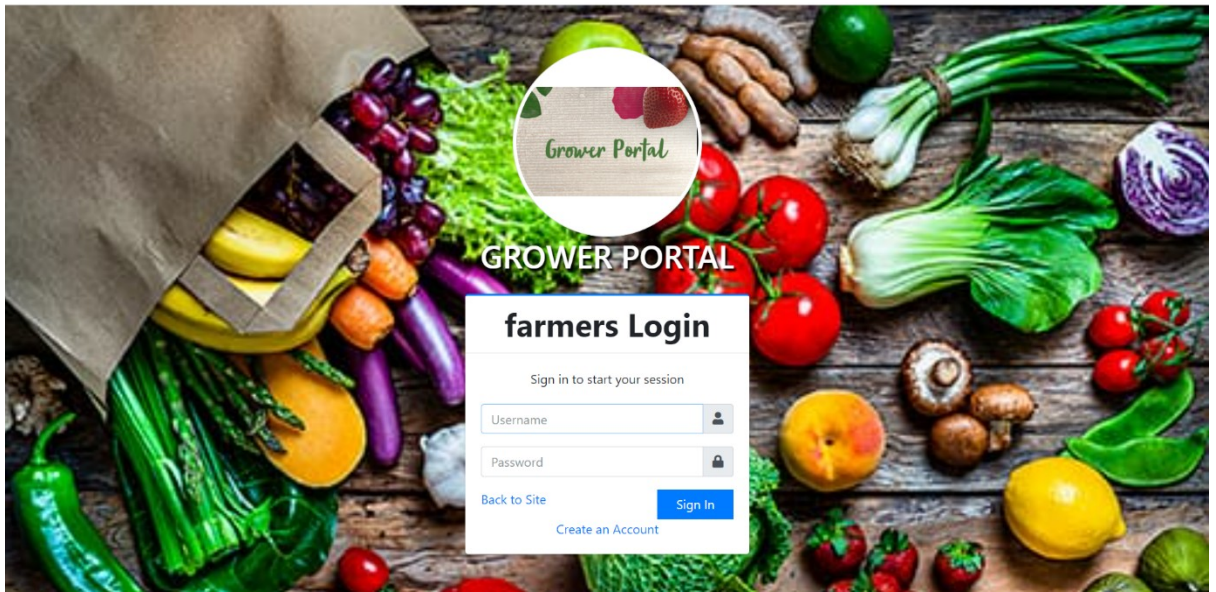 Grower Portal
GROWER PORTAL
farmers Login
Sign in to start your session
Username
Password
Back to Site
Sign In
Create an Account